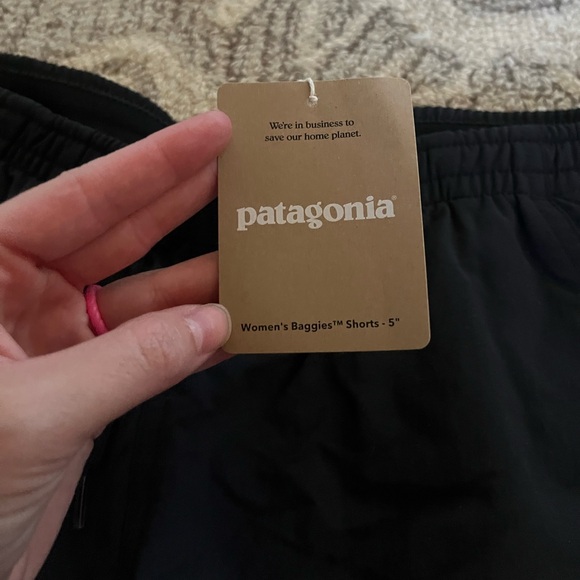 We're in business to
save our home planet.
patagonia®
Women's Baggies™ Shorts - 5"